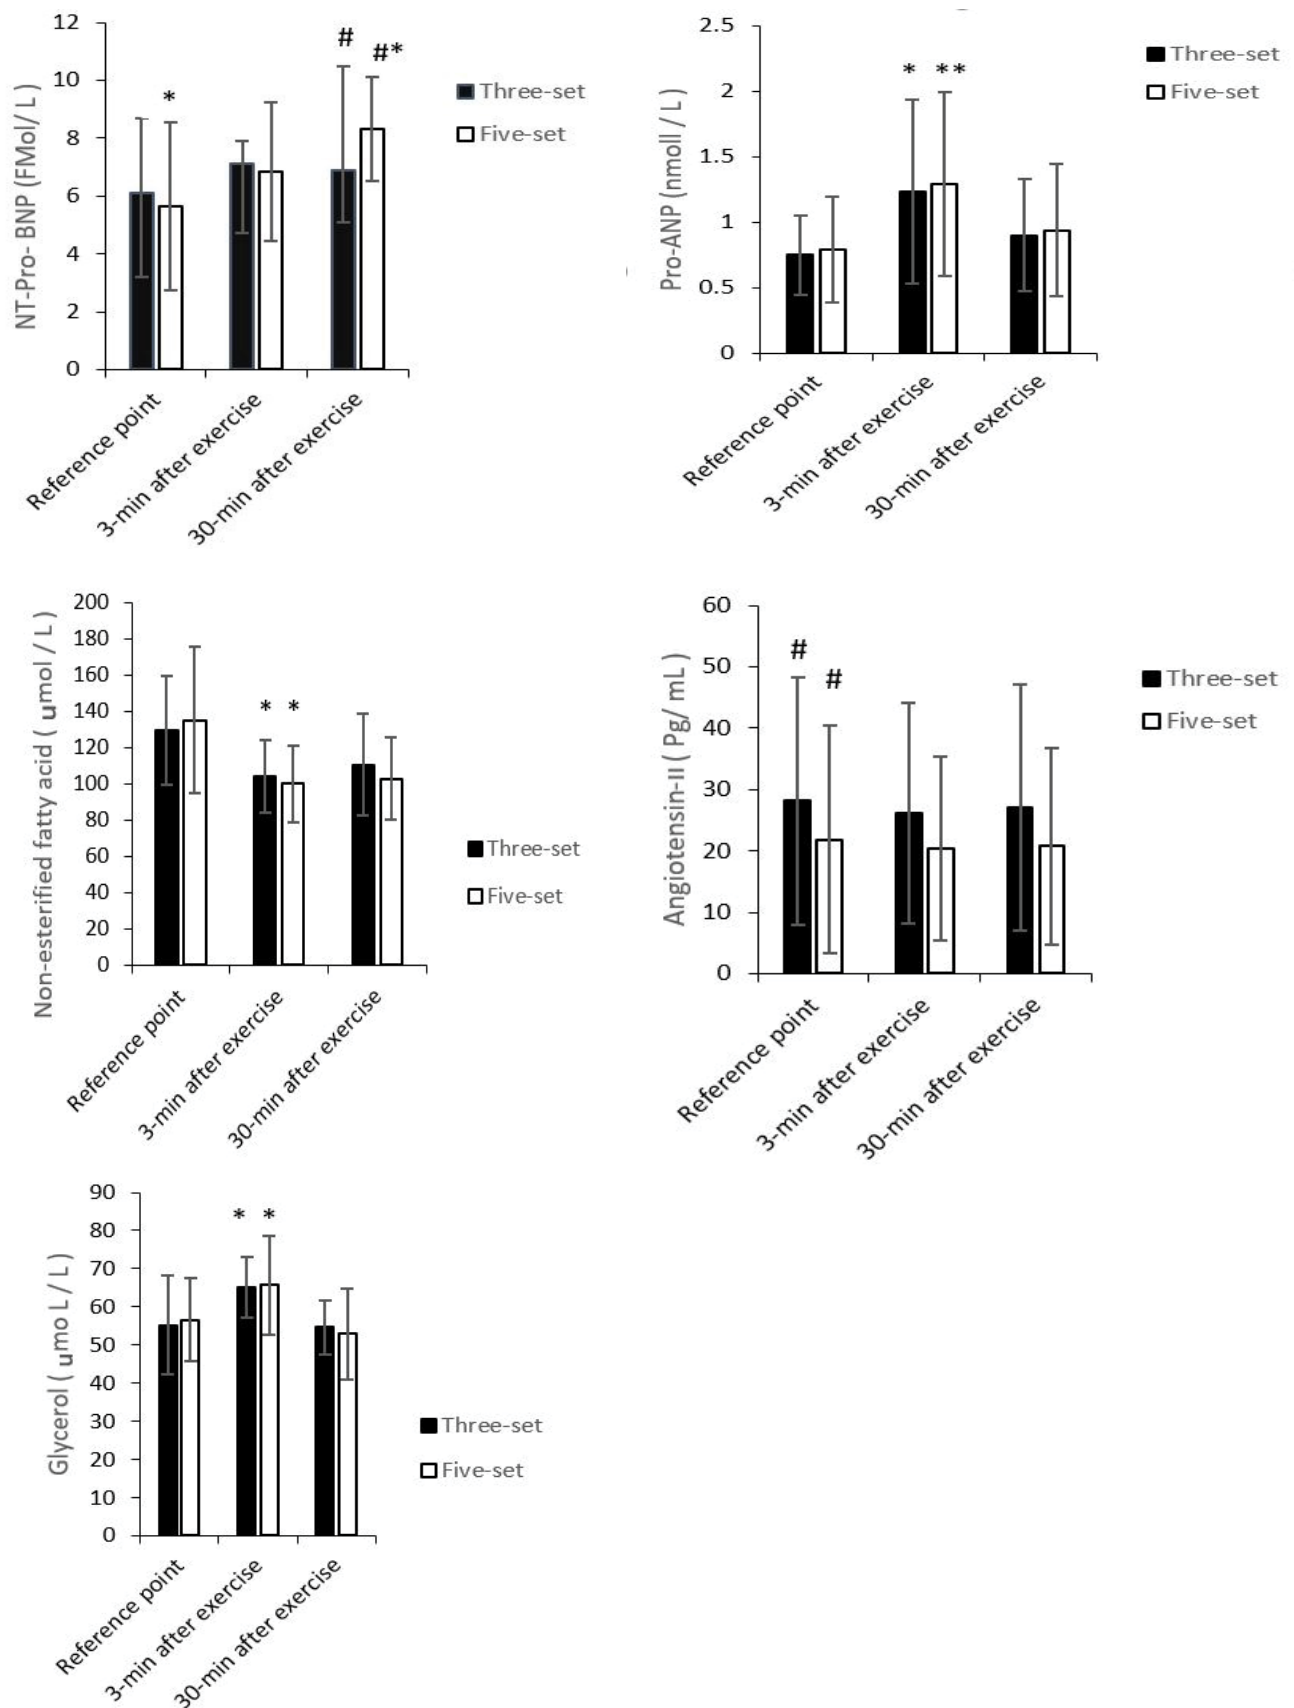 NT-Pro- BNP (FMol/ L)
12
10
8
6
4
2
0
*
#
#*
Three-set
Five-set
Reference point
3-min after exercise
30-min after exercise
Pro-ANP (nmoll / L)
2.5
2
1.5
1
0.5
0
* **
Three-set
Five-set
Reference point
3-min after exercise
30-min after exercise
Non-esterified fatty acid ( umol / L )
200
180
160
140
120
100
80
60
40
20
0
* *
Three-set
Five-set
Reference point
3-min after exercise
30-min after exercise
Angiotensin-II ( Pg/ mL )
60
50
40
30
20
10
0
#
#
Three-set
Five-set
Reference point
3-min after exercise
30-min after exercise
Glycerol ( umo L / L )
90
80
70
60
50
40
30
20
10
0
* *
Three-set
Five-set
Reference point
3-min after exercise
30-min after exercise